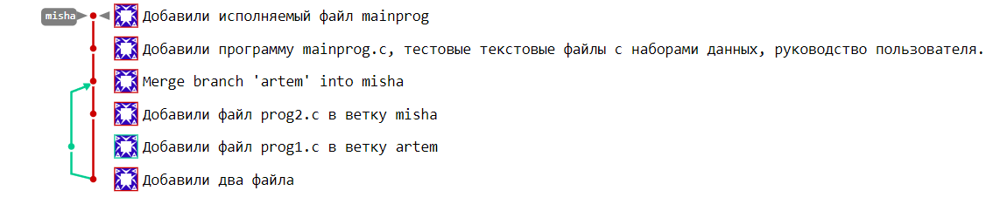 misha Добавили исполняемый файл mainprog
Добавили программу mainprog.c, тестовые текстовые файлы с наборами данных, руководство пользователя.
Merge branch 'artem' into misha
Добавили файл prog2.c в ветку misha
Добавили файл prog1.c в ветку artem
Добавили два файла